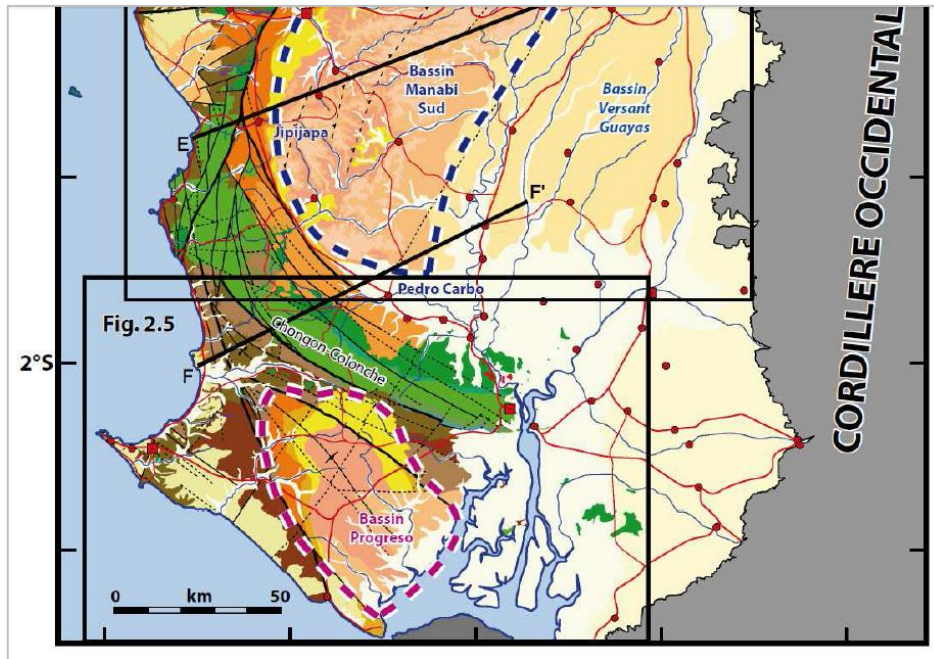 Bassin
Manabi
Sud
Bassin
Versant
Guayas
Jipijapa
E
F'
CORDILLERE OCCIDENTAL
Pedro Carbo
Fig. 2.5
Chongon-Colonche
2°S
F
Bassin
Progreso
0 km 50